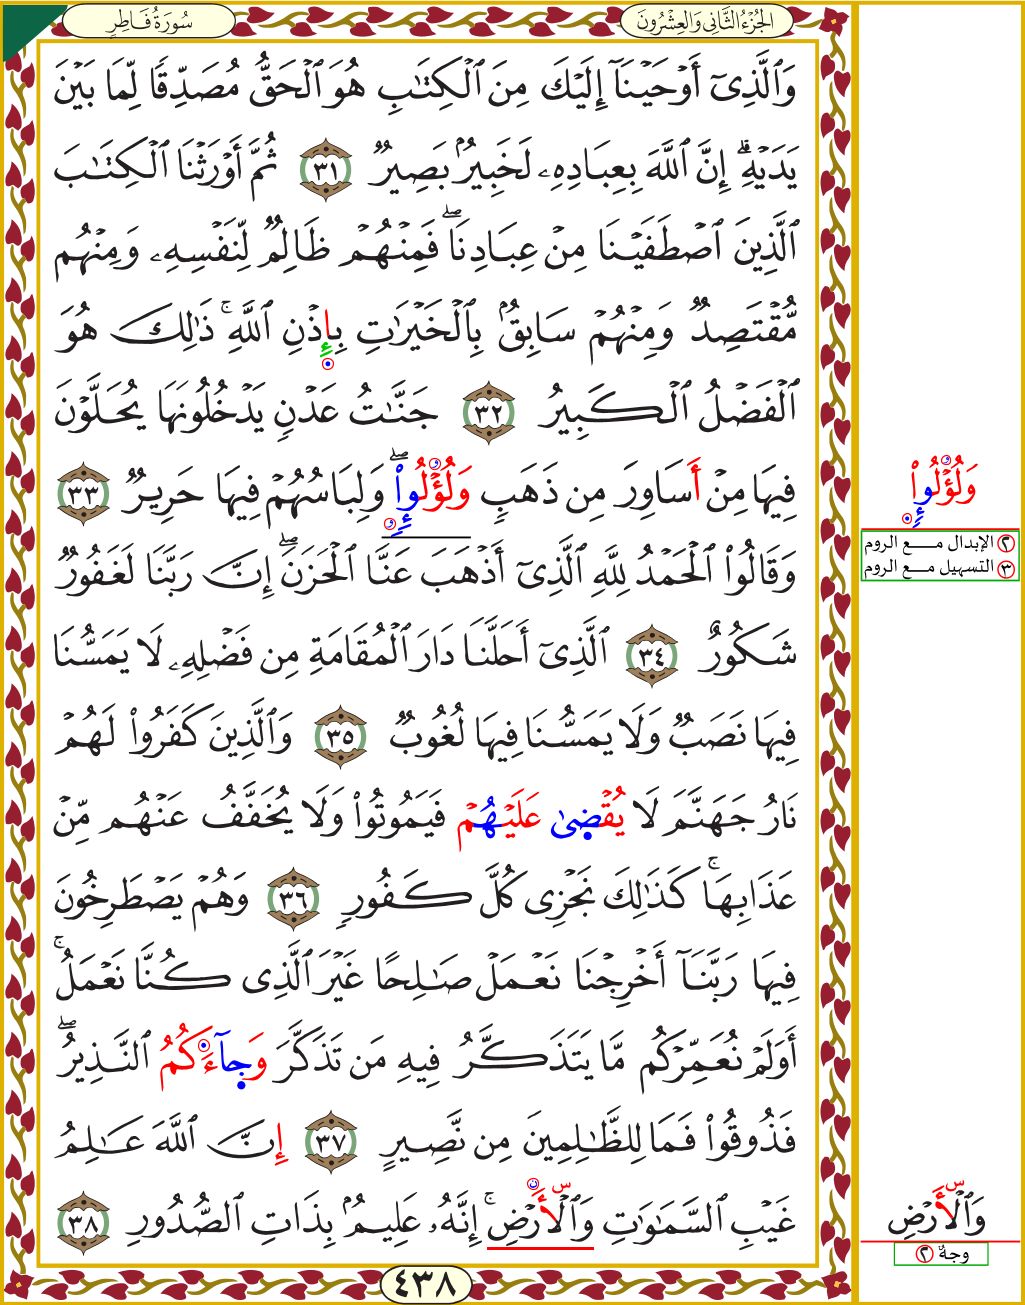 سُورَةُ فَاطِرٍ
الجُزْءُ الثَّانِي وَالعِشْرُونَ
وَٱلَّذِىٓ أَوْحَيْنَآ إِلَيْكَ مِنَ ٱلْكِتَٰبِ هُوَ ٱلْحَقُّ مُصَدِّقًا لِّمَا بَيْنَ
يَدَيْهِۗ إِنَّ ٱللَّهَ بِعِبَادِهِۦ لَخَبِيرٌۢ بَصِيرٌ ٣١ ثُمَّ أَوْرَثْنَا ٱلْكِتَٰبَ
ٱلَّذِينَ ٱصْطَفَيْنَا مِنْ عِبَادِنَاۖ فَمِنْهُمْ ظَالِمٌ لِّنَفْسِهِۦ وَمِنْهُم
مُّقْتَصِدٌ وَمِنْهُمْ سَابِقٌۢ بِٱلْخَيْرَٰتِ بِإِذْنِ ٱللَّهِۚ ذَٰلِكَ هُوَ
ٱلْفَضْلُ ٱلْكَبِيرُ ٣٢ جَنَّٰتُ عَدْنٍ يَدْخُلُونَهَا يُحَلَّوْنَ
فِيهَا مِنْ أَسَاوِرَ مِن ذَهَبٍ وَلُؤْلُوإٍۖ وَلِبَاسُهُمْ فِيهَا حَرِيرٌ ٣٣
وَقَالُوا۟ ٱلْحَمْدُ لِلَّهِ ٱلَّذِىٓ أَذْهَبَ عَنَّا ٱلْحَزَنَۖ إِنَّ رَبَّنَا لَغَفُورٌ
شَكُورٌ ٣٤ ٱلَّذِىٓ أَحَلَّنَا دَارَ ٱلْمُقَامَةِ مِن فَضْلِهِۦ لَا يَمَسُّنَا
فِيهَا نَصَبٌ وَلَا يَمَسُّنَا فِيهَا لُغُوبٌ ٣٥ وَٱلَّذِينَ كَفَرُوا۟ لَهُمْ
نَارُ جَهَنَّمَ لَا يُقْضِىٰ عَلَيْهُمْ فَيَمُوتُوا۟ وَلَا يُخَفَّفُ عَنْهُم مِّنْ
عَذَابِهَاۚ كَذَٰلِكَ نَجْزِى كُلَّ كَفُورٍ ٣٦ وَهُمْ يَصْطَرِخُونَ
فِيهَا رَبَّنَآ أَخْرِجْنَا نَعْمَلْ صَٰلِحًا غَيْرَ ٱلَّذِى كُنَّا نَعْمَلُۚ
أَوَلَمْ نُعَمِّرْكُم مَّا يَتَذَكَّرُ فِيهِ مَن تَذَكَّرَ وَجِآءَكُمُ ٱلنَّذِيرُۖ
فَذُوقُوا۟ فَمَا لِلظَّٰلِمِينَ مِن نَّصِيرٍ ٣٧ إِنَّ ٱللَّهَ عَٰلِمُ
غَيْبِ ٱلسَّمَٰوَٰتِ وَٱلْأَرْضِۚ إِنَّهُۥ عَلِيمٌۢ بِذَاتِ ٱلصُّدُورِ ٣٨
٤٣٨
وَلُؤْلُوإٍ
٢ الإبدال مـع الروم
٣ التسهيل مـع الروم
وَٱلْأَرْضِ
وجهٌ ٢